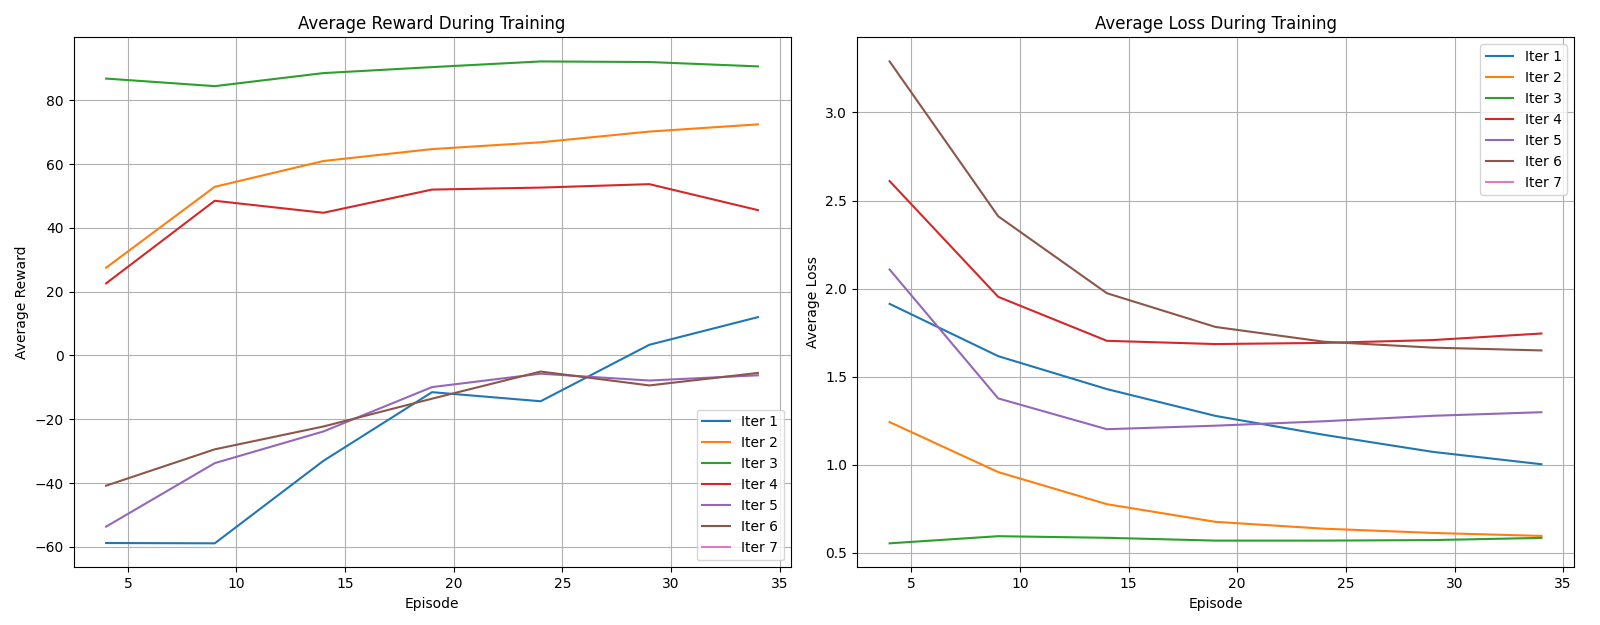 Average Reward During Training
Average Reward
80
60
40
20
0
−20
−40
−60
5 10 15 20 25 30 35
Episode
Iter 1
Iter 2
Iter 3
Iter 4
Iter 5
Iter 6
Iter 7
Average Loss During Training
Average Loss
3.0
2.5
2.0
1.5
1.0
0.5
5 10 15 20 25 30 35
Episode
Iter 1
Iter 2
Iter 3
Iter 4
Iter 5
Iter 6
Iter 7